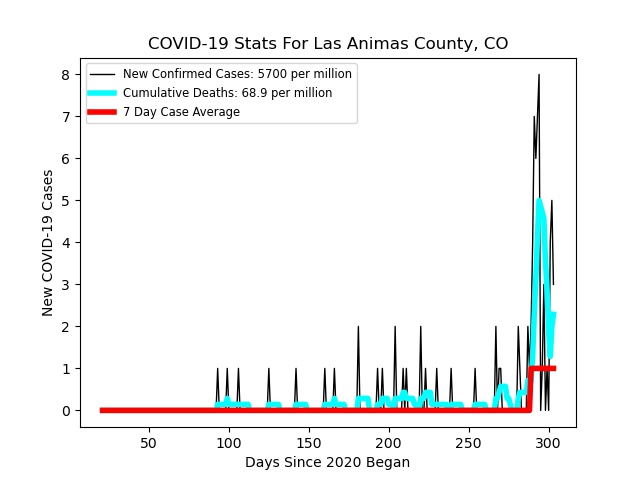 COVID-19 Stats For Las Animas County, CO
New Confirmed Cases: 5700 per million
Cumulative Deaths: 68.9 per million
7 Day Case Average
8
7
6
5
4
3
2
1
0
New COVID-19 Cases
50 100 150 200 250 300
Days Since 2020 Began